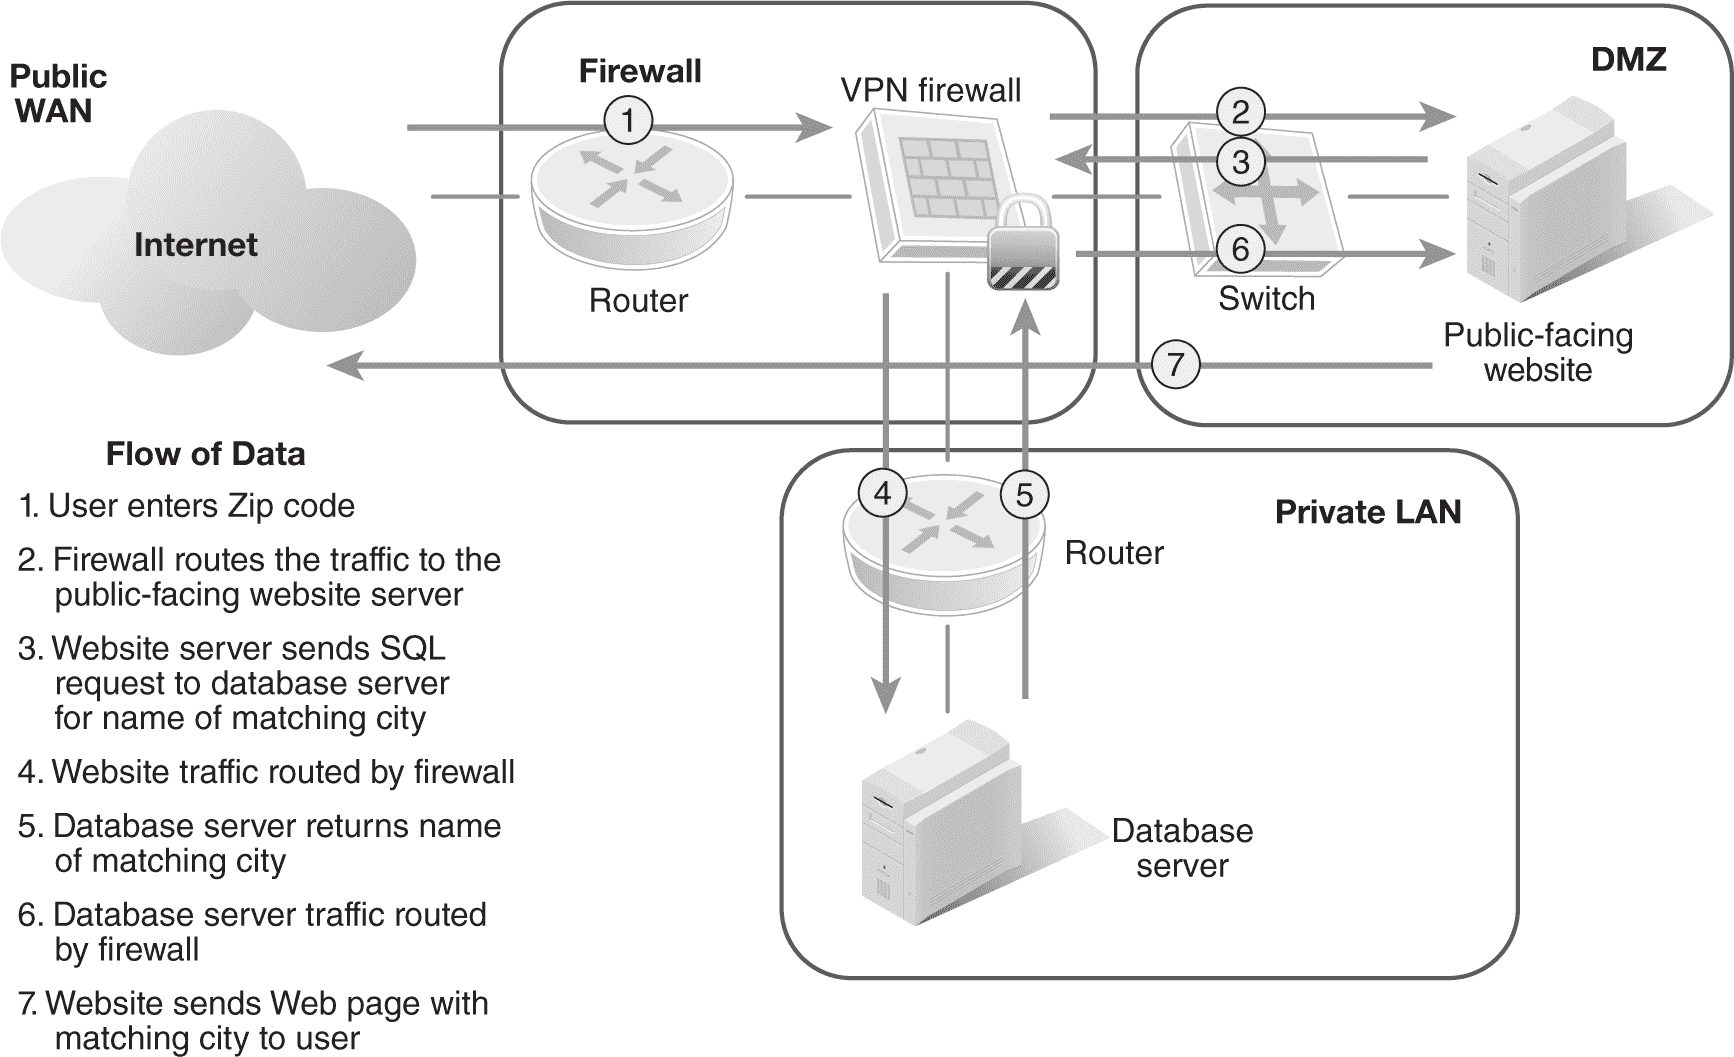 Public
WAN
Firewall
VPN firewall
DMZ
1
2
3
Internet
6
Router
Switch
Public-facing
website
7
Flow of Data
1. User enters Zip code
2. Firewall routes the traffic to the
public-facing website server
3. Website server sends SQL
request to database server
for name of matching city
4. Website traffic routed by firewall
5. Database server returns name
of matching city
6. Database server traffic routed
by firewall
7. Website sends Web page with
matching city to user
4
5
Private LAN
Router
Database
server